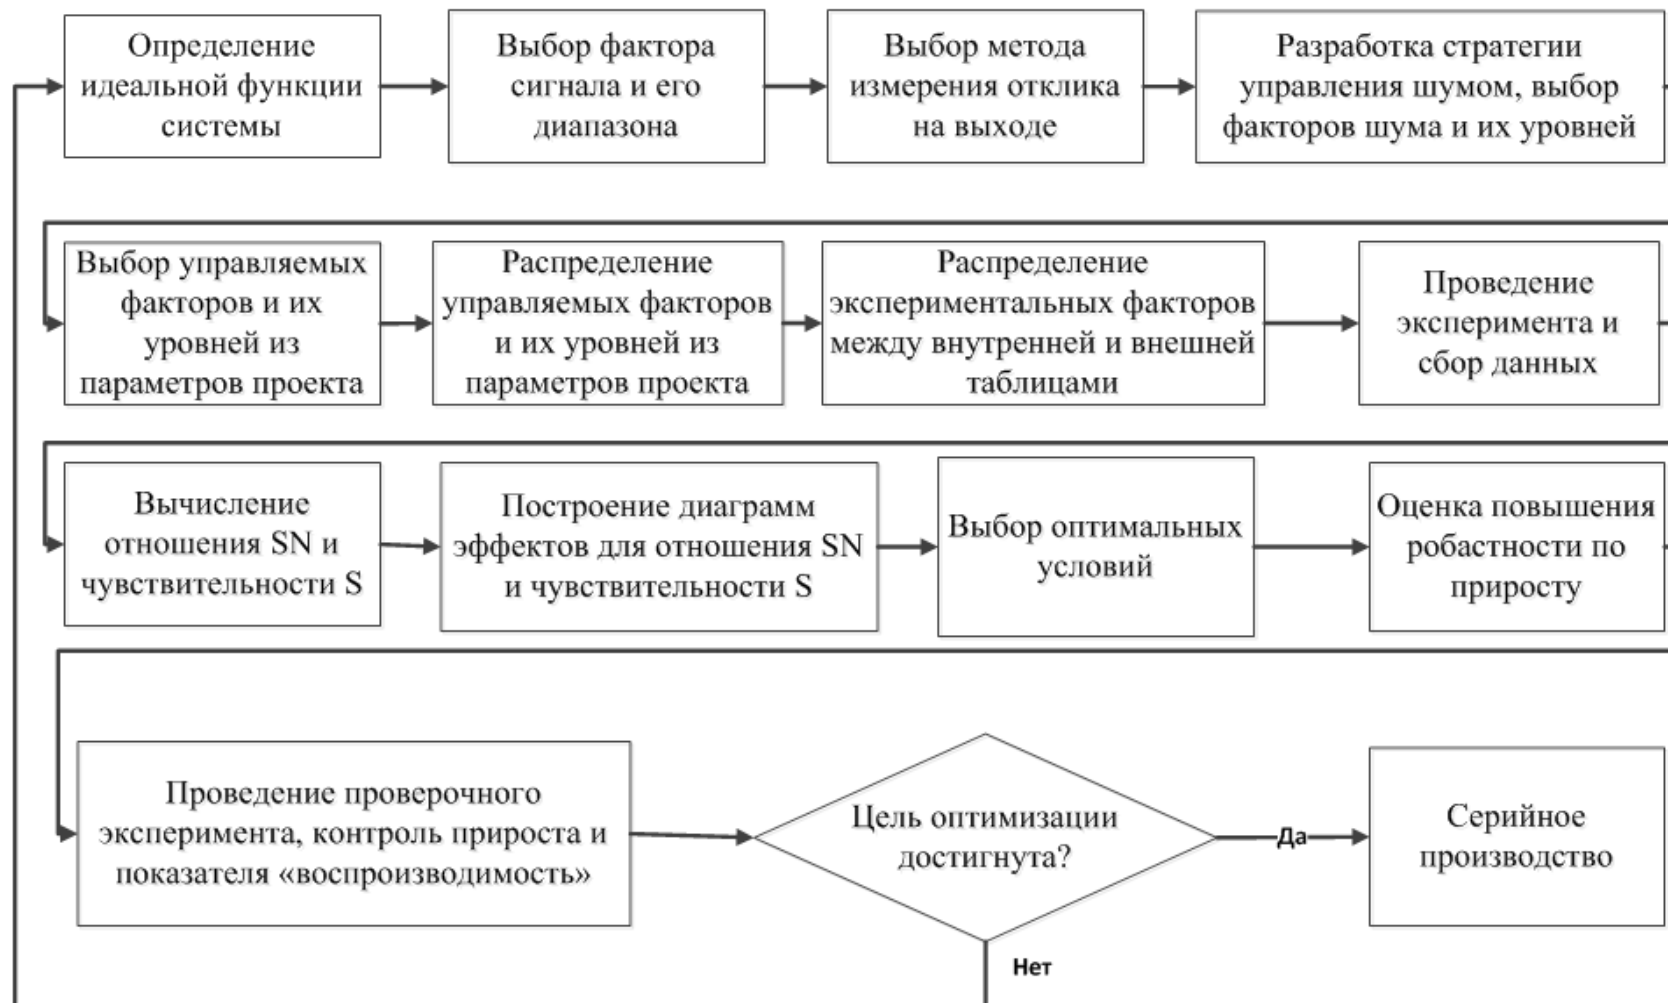 Определение
идеальной функции
системы
Выбор фактора
сигнала и его
диапазона
Выбор метода
измерения отклика
на выходе
Разработка стратегии
управления шумом, выбор
факторов шума и их уровней
Выбор управляемых
факторов и их
уровней из
параметров проекта
Распределение
управляемых факторов
и их уровней из
параметров проекта
Распределение
экспериментальных факторов
между внутренней и внешней
таблицами
Проведение
эксперимента и
сбор данных
Вычисление
отношения SN и
чувствительности S
Построение диаграмм
эффектов для отношения SN
и чувствительности S
Выбор оптимальных
условий
Оценка повышения
робастности по
приросту
Проведение проверочного
эксперимента, контроль прироста и
показателя «воспроизводимость»
Цель оптимизации
достигнута?
Да
Серийное
производство
Нет